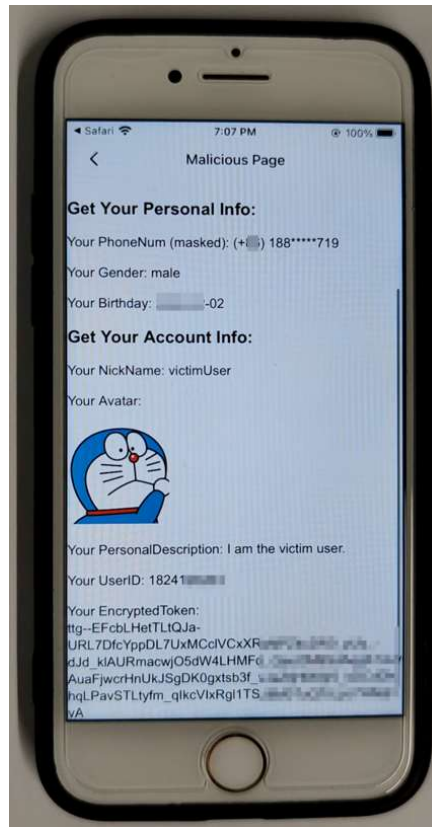 Safari
7:07 PM
100%
Malicious Page
Get Your Personal Info:
Your PhoneNum (masked): (+ ) 188*****719
Your Gender: male
Your Birthday: -02
Get Your Account Info:
Your NickName: victimUser
Your Avatar:
Your PersonalDescription: I am the victim user.
Your UserID: 18241
Your EncryptedToken:
ttg--EFcbLHetTLtQJa-
URL7DfcYppDL7UxMCclVCxXR
dJd_klAURmacwjO5dW4LHMFd
AuaFjwcrHnUkJSgDK0gxtsb3f_
hqLPavSTLtyfm_qIkcVlxRgl1TS
vA